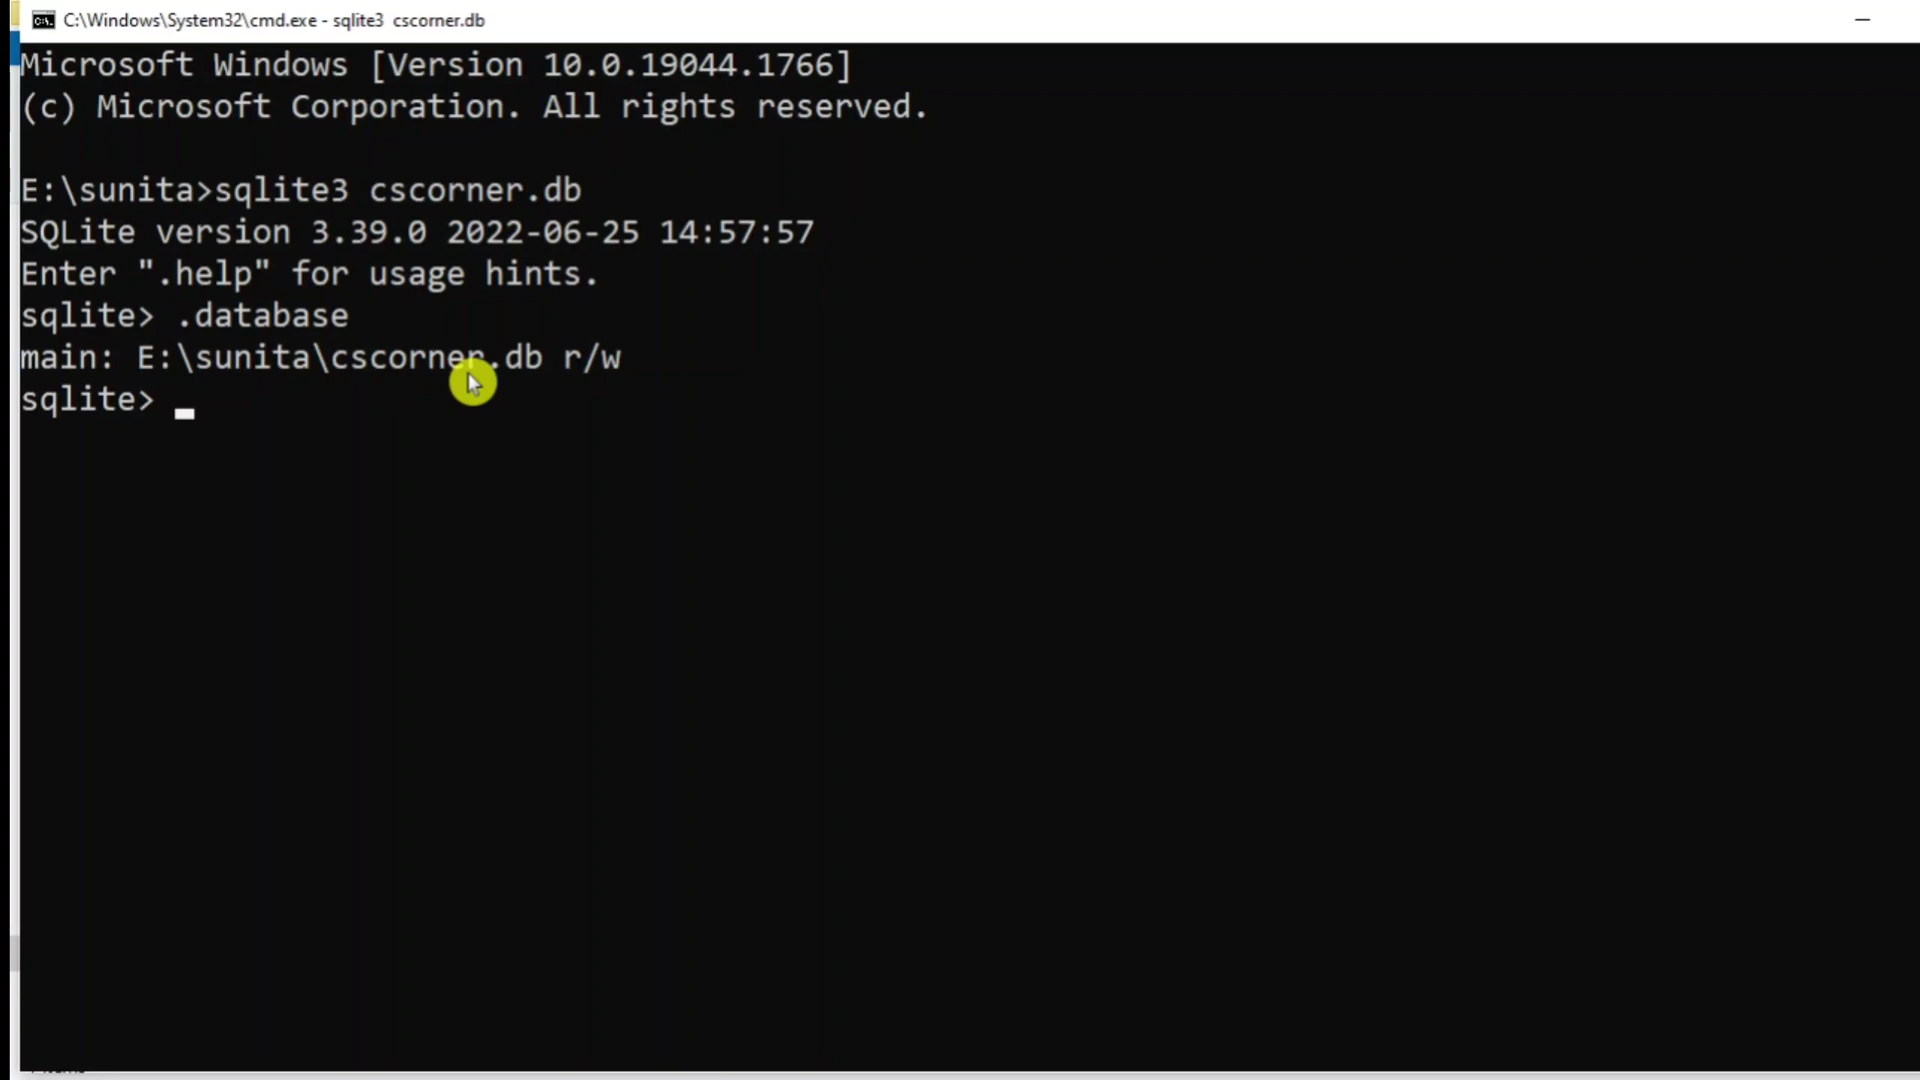 C:\Windows\System32\cmd.exe - sqlite3  cscorner.db
Microsoft Windows [Version 10.0.19044.1766]
(c) Microsoft Corporation. All rights reserved.
E:\sunita>sqlite3 cscorner.db
SQLite version 3.39.0 2022-06-25 14:57:57
Enter ".help" for usage hints.
sqlite> .database
main: E:\sunita\cscorner.db r/w
sqlite>